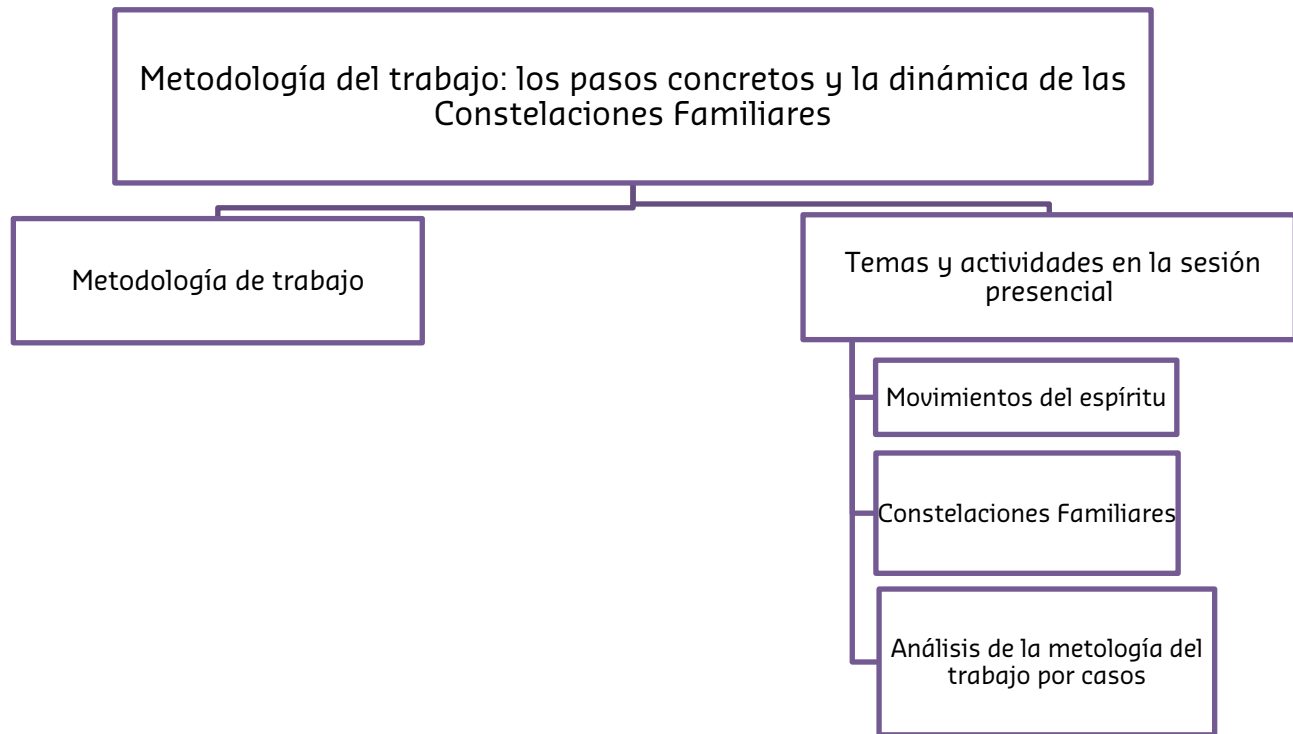 Metodología del trabajo: los pasos concretos y la dinámica de las
Constelaciones Familiares
Metodología de trabajo
Temas y actividades en la sesión
presencial
Movimientos del espíritu
Constelaciones Familiares
Análisis de la metología del
trabajo por casos